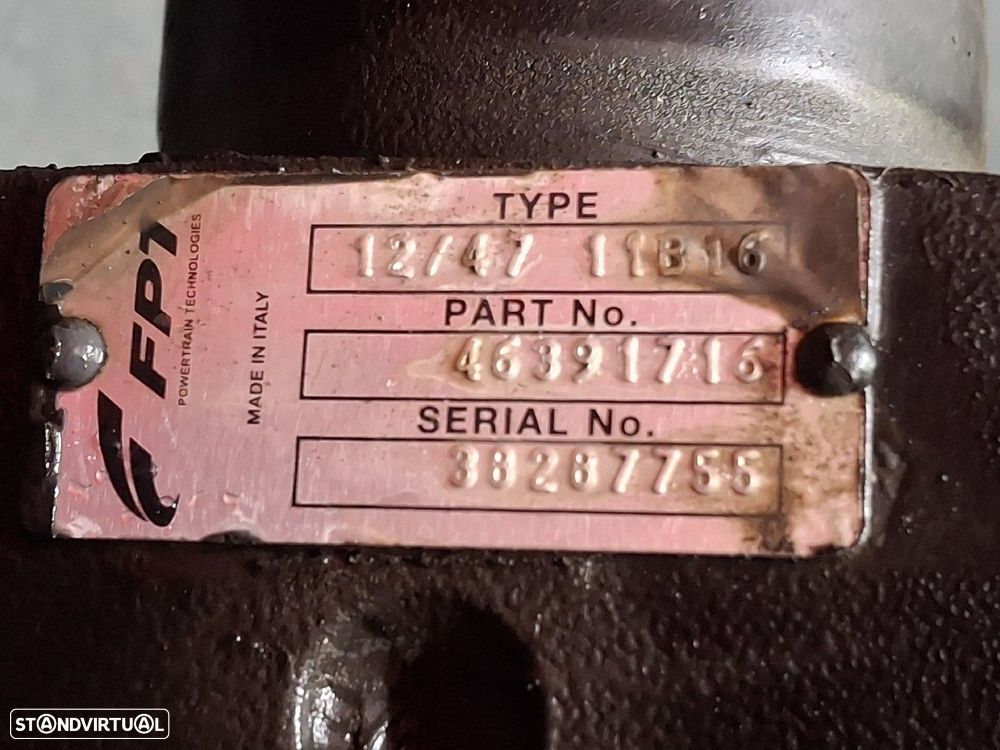 FPT
POWERTRAIN TECHNOLOGIES
MADE IN ITALY
TYPE
12/47 11B16
PART No.
46391716
SERIAL No.
38287755
STANDVIRTUAL